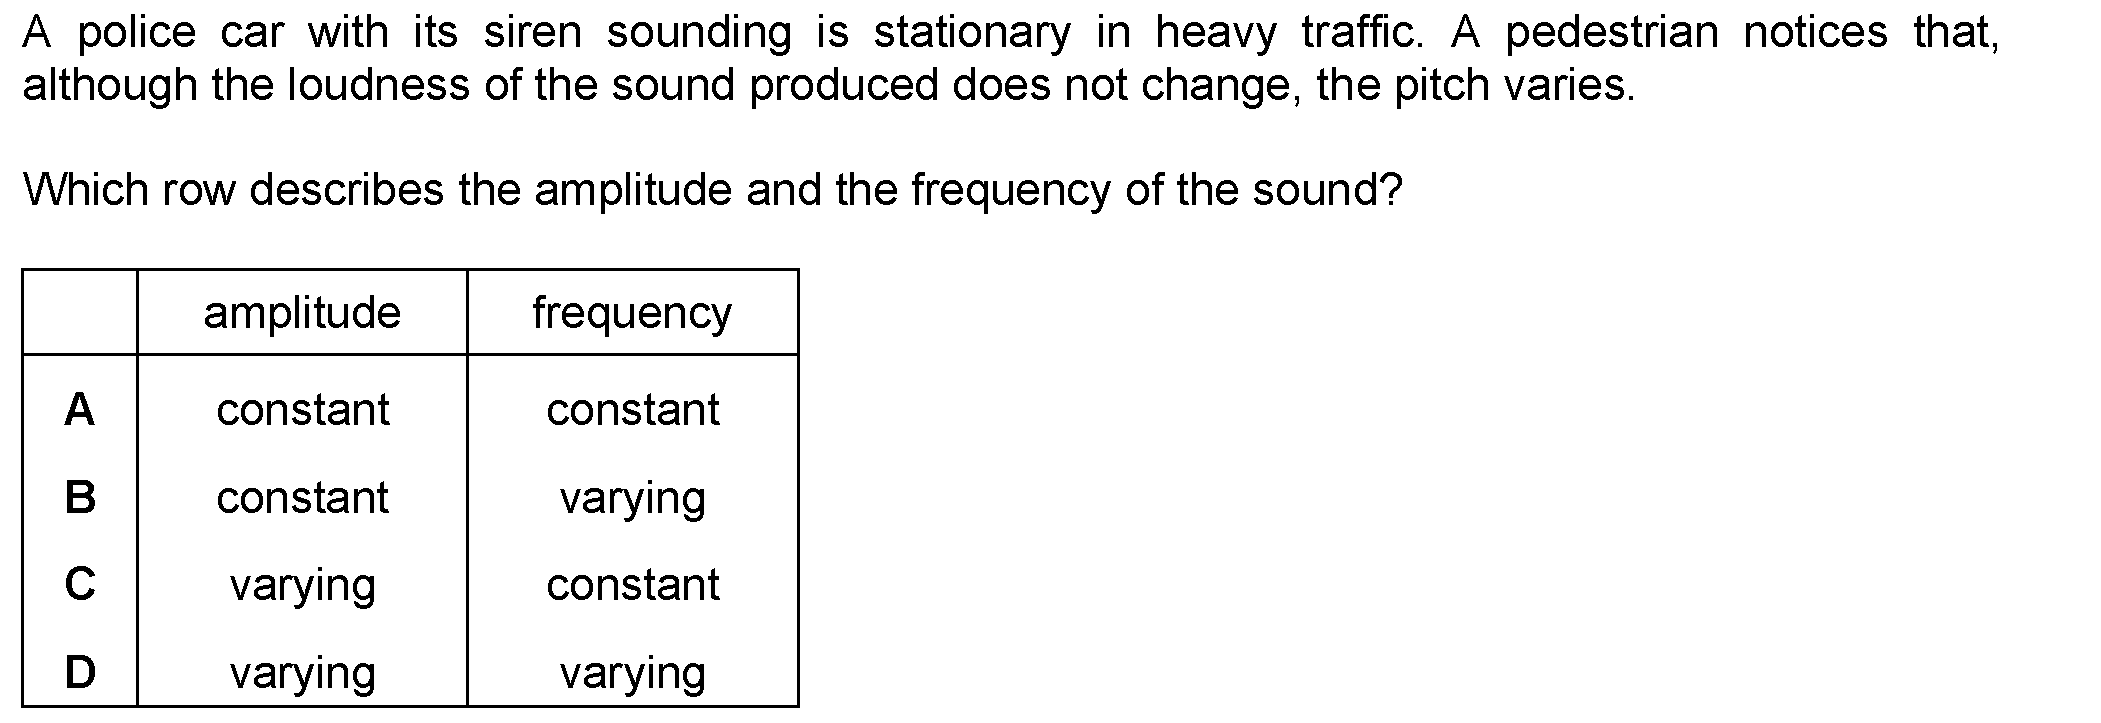 A police car with its siren sounding is stationary in heavy traffic. A pedestrian notices that,
although the loudness of the sound produced does not change, the pitch varies.
Which row describes the amplitude and the frequency of the sound?
amplitude frequency
A constant constant
B constant varying
C varying constant
D varying varying